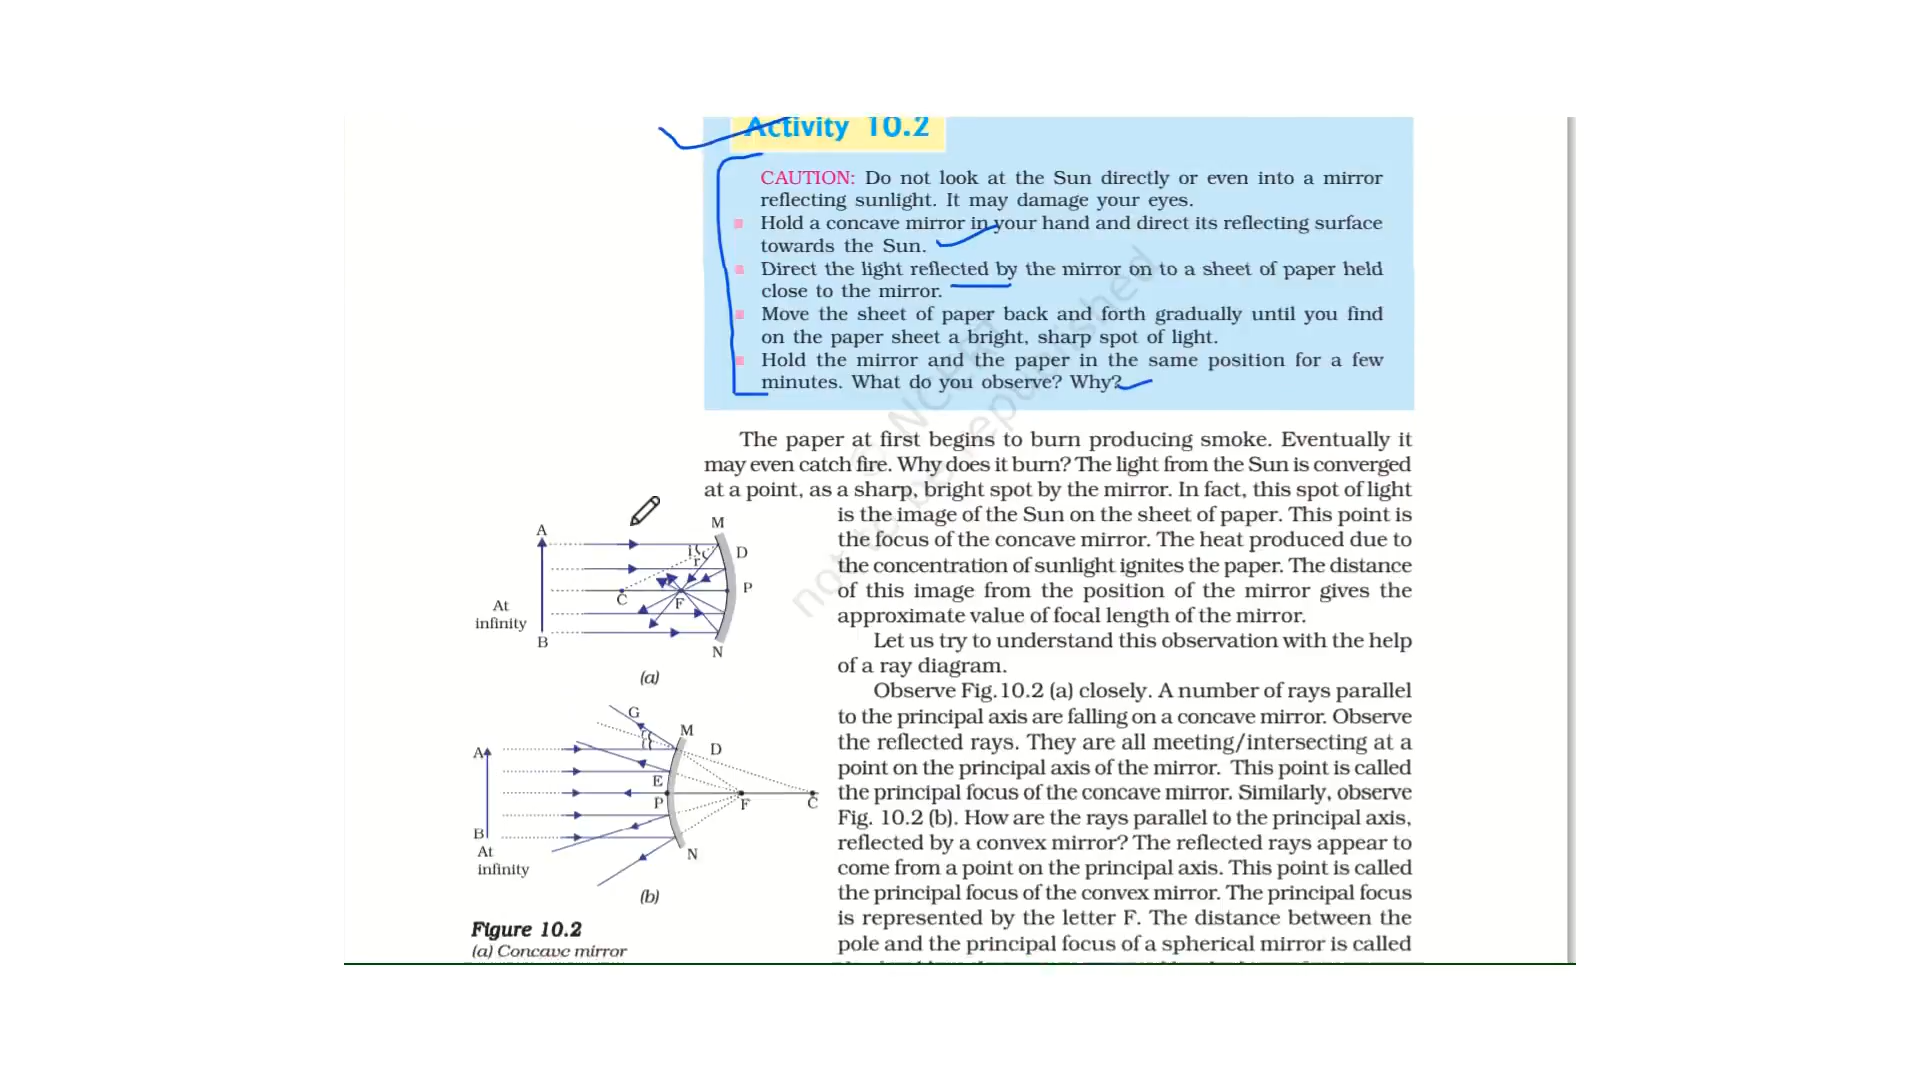 Activity 10.2
CAUTION: Do not look at the Sun directly or even into a mirror
reflecting sunlight. It may damage your eyes.
Hold a concave mirror in your hand and direct its reflecting surface
towards the Sun.
Direct the light reflected by the mirror on to a sheet of paper held
close to the mirror.
Move the sheet of paper back and forth gradually until you find
on the paper sheet a bright, sharp spot of light.
Hold the mirror and the paper in the same position for a few
minutes. What do you observe? Why?
The paper at first begins to burn producing smoke. Eventually it
may even catch fire. Why does it burn? The light from the Sun is converged
at a point, as a sharp, bright spot by the mirror. In fact, this spot of light
is the image of the Sun on the sheet of paper. This point is
the focus of the concave mirror. The heat produced due to
the concentration of sunlight ignites the paper. The distance
of this image from the position of the mirror gives the
approximate value of focal length of the mirror.
Let us try to understand this observation with the help
of a ray diagram.
Observe Fig.10.2 (a) closely. A number of rays parallel
to the principal axis are falling on a concave mirror. Observe
the reflected rays. They are all meeting/intersecting at a
point on the principal axis of the mirror. This point is called
the principal focus of the concave mirror. Similarly, observe
Fig. 10.2 (b). How are the rays parallel to the principal axis,
reflected by a convex mirror? The reflected rays appear to
come from a point on the principal axis. This point is called
the principal focus of the convex mirror. The principal focus
is represented by the letter F. The distance between the
pole and the principal focus of a spherical mirror is called
A
M
i
D
r
C
F
P
At
infinity
B
N
(a)
G
M
A
D
E
P
F
C
B
At
infinity
N
(b)
Figure 10.2
(a) Concave mirror
© NCERT
not to be republished